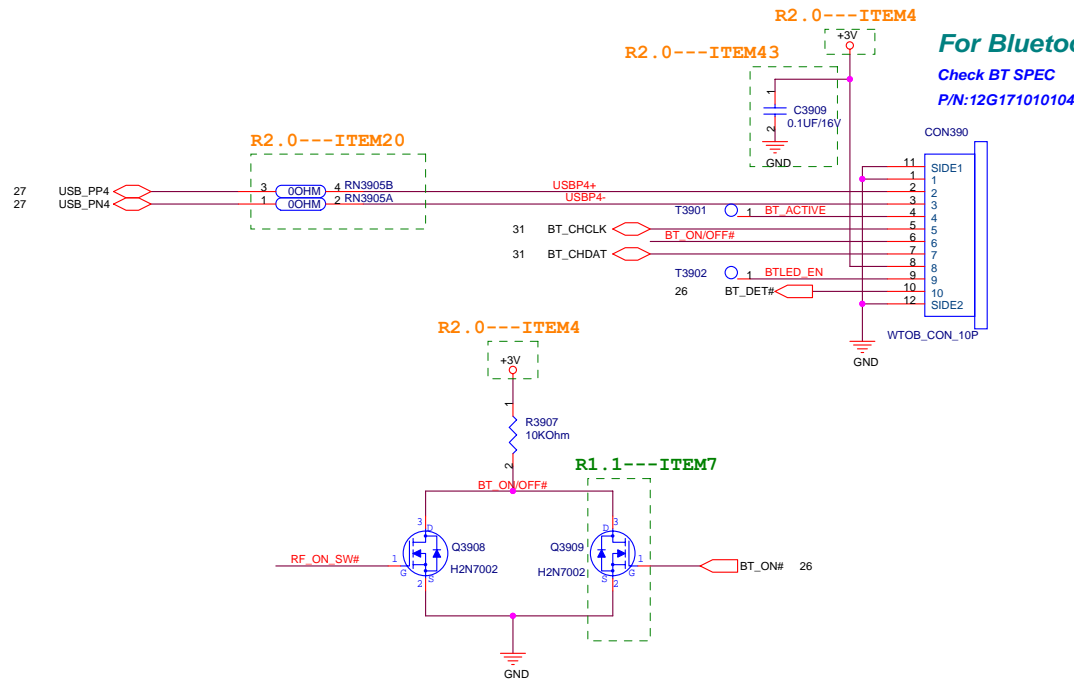 R2.0---ITEM4
+3V
For Bluetoo
R2.0---ITEM43
Check BT SPEC
1
C3909
0.1UF/16V
2
GND
P/N:12G171010104
CON390
R2.0---ITEM20
11 SIDE1
1 1
27 USB_PP4 3 0OHM 4 RN3905B USBP4+ 2 2
27 USB_PN4 1 0OHM 2 RN3905A USBP4- 3 3
T3901 1 BT_ACTIVE 4 4
31 BT_CHCLK 5 5
BT_ON/OFF# 6 6
31 BT_CHDAT 7 7
8 8
T3902 1 BTLED_EN 9 9
26 BT_DET# 10 10
12 SIDE2
WTOB_CON_10P
GND
R2.0---ITEM4
+3V
1
R3907
10KOhm
2
R1.1---ITEM7
BT_ON/OFF#
3 D
3 D
Q3908
Q3909
RF_ON_SW# 1 G
H2N7002
H2N7002
G 1 BT_ON# 26
2 S
S 2
GND